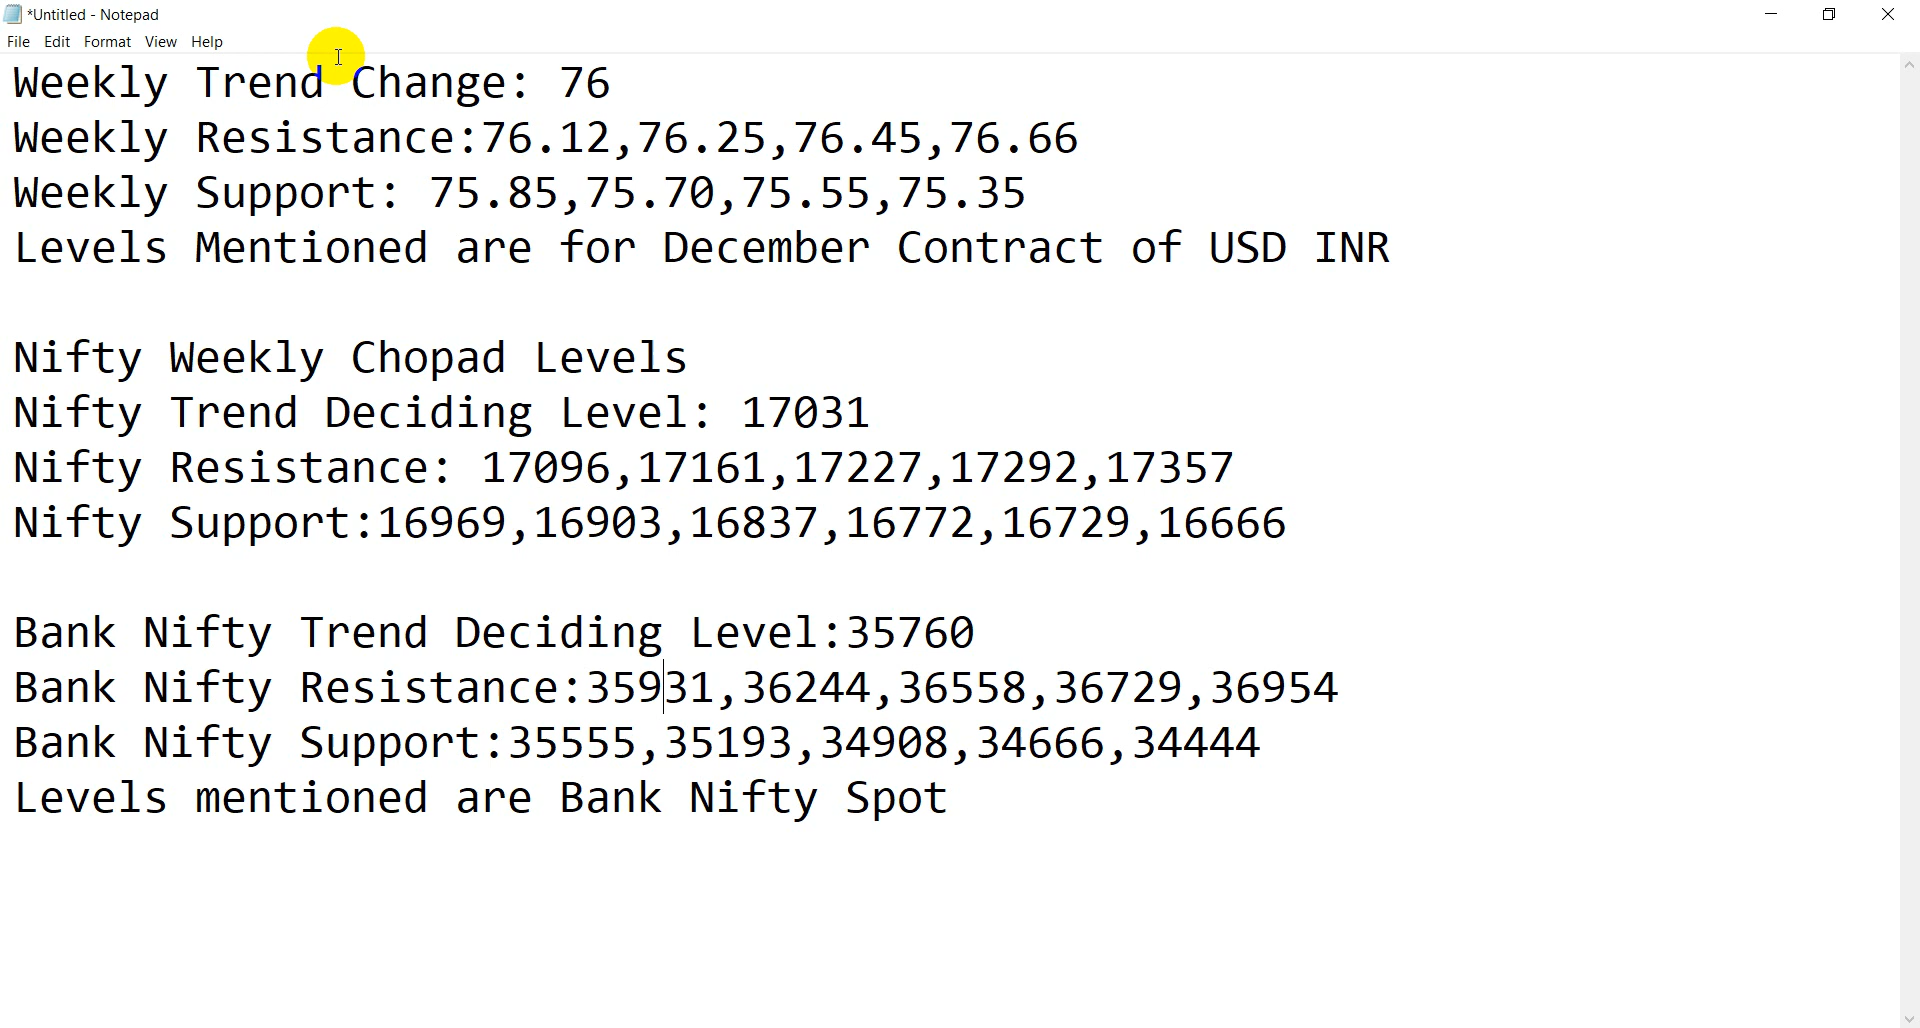 *Untitled - Notepad
File Edit Format View Help
Weekly Trend Change: 76
Weekly Resistance:76.12,76.25,76.45,76.66
Weekly Support: 75.85,75.70,75.55,75.35
Levels Mentioned are for December Contract of USD INR
Nifty Weekly Chopad Levels
Nifty Trend Deciding Level: 17031
Nifty Resistance: 17096,17161,17227,17292,17357
Nifty Support:16969,16903,16837,16772,16729,16666
Bank Nifty Trend Deciding Level:35760
Bank Nifty Resistance:35931,36244,36558,36729,36954
Bank Nifty Support:35555,35193,34908,34666,34444
Levels mentioned are Bank Nifty Spot